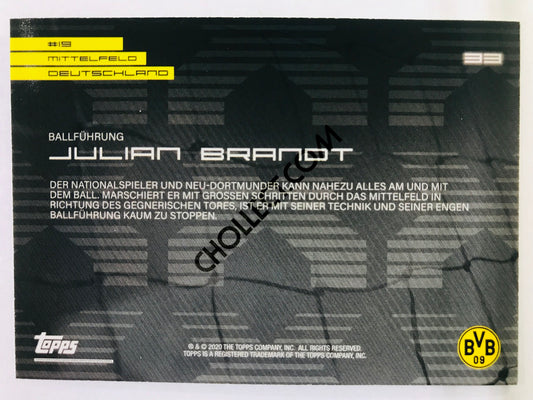 #19
MITTELFELD
DEUTSCHLAND
33
BALLFÜHRUNG
JULIAN BRANDT
DER NATIONALSPIELER UND NEU-DORTMUNDER KANN NAHEZU ALLES AM UND MIT
DEM BALL. MARSCHIERT ER MIT GROSSEN SCHRITTEN DURCH DAS MITTELFELD IN
RICHTUNG DES GEGNERISCHEN TORES, IST ER MIT SEINER TECHNIK UND SEINER ENGEN
BALLFÜHRUNG KAUM ZU STOPPEN.
CHOLLECT.COM
topps
® & © 2020 THE TOPPS COMPANY, INC. ALL RIGHTS RESERVED.
TOPPS IS A REGISTERED TRADEMARK OF THE TOPPS COMPANY, INC.
BVB
09